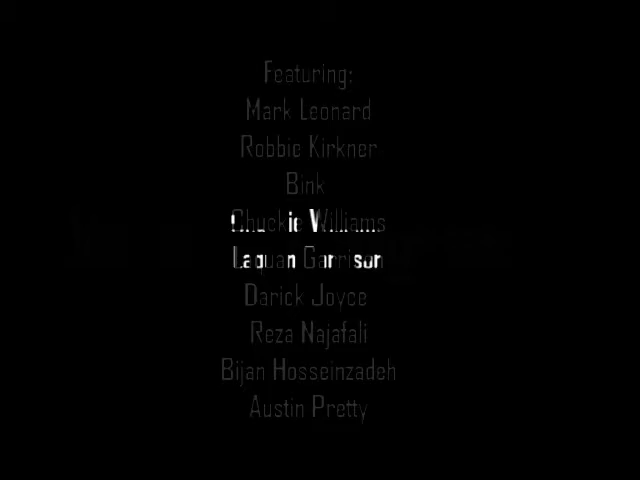 Featuring:
Mark Leonard
Robbie Kirkner
Bink
Chuckie Williams
Laquan Garrison
Darick Joyce
Reza Najafali
Bijan Hosseinzadeh
Austin Pretty